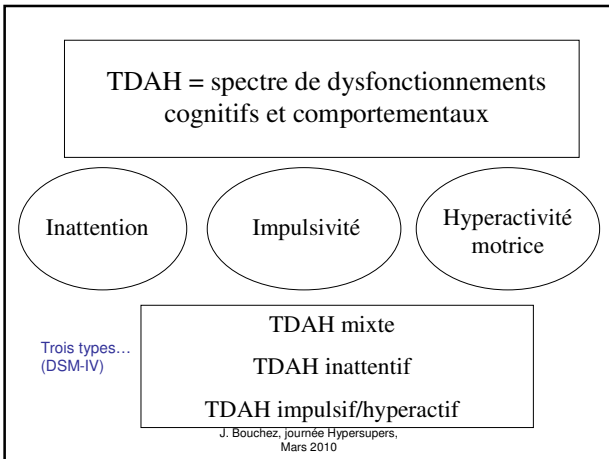 TDAH = spectre de dysfonctionnements
cognitifs et comportementaux
Inattention
Impulsivité
Hyperactivité
motrice
Trois types…
(DSM-IV)
TDAH mixte
TDAH inattentif
TDAH impulsif/hyperactif
J. Bouchez, journée Hypersupers,
Mars 2010